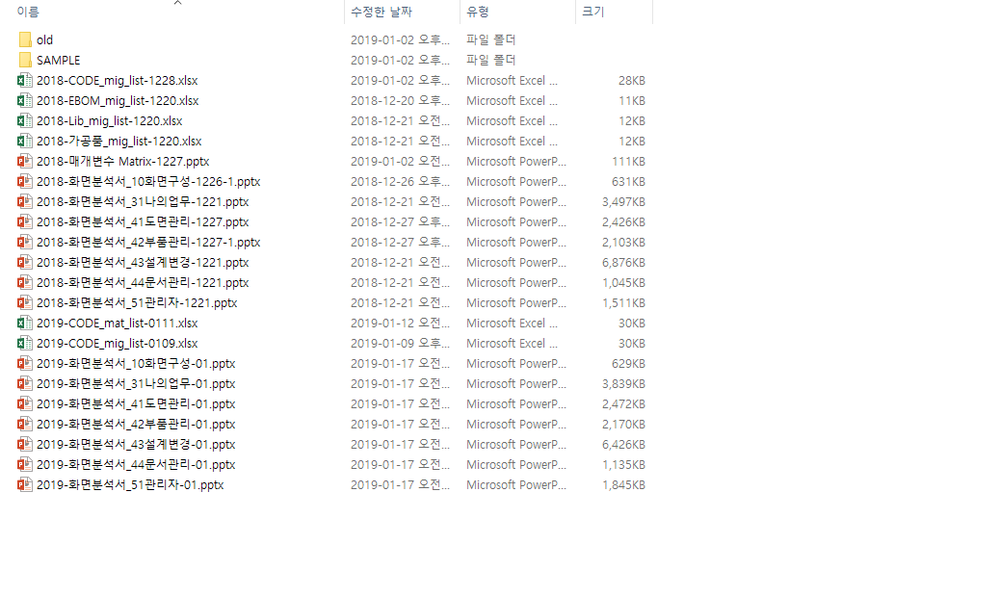 이름 수정한 날짜 유형 크기
old 2019-01-02 오후... 파일 폴더
SAMPLE 2019-01-02 오후... 파일 폴더
2018-CODE_mig_list-1228.xlsx 2019-01-02 오후... Microsoft Excel ... 28KB
2018-EBOM_mig_list-1220.xlsx 2018-12-20 오후... Microsoft Excel ... 11KB
2018-Lib_mig_list-1220.xlsx 2018-12-21 오전... Microsoft Excel ... 12KB
2018-가공품_mig_list-1220.xlsx 2018-12-21 오전... Microsoft Excel ... 12KB
2018-매개변수 Matrix-1227.pptx 2019-01-02 오전... Microsoft PowerP... 111KB
2018-화면분석서_10화면구성-1226-1.pptx 2018-12-26 오후... Microsoft PowerP... 631KB
2018-화면분석서_31나의업무-1221.pptx 2018-12-21 오전... Microsoft PowerP... 3,497KB
2018-화면분석서_41도면관리-1227.pptx 2018-12-27 오후... Microsoft PowerP... 2,426KB
2018-화면분석서_42부품관리-1227-1.pptx 2018-12-27 오후... Microsoft PowerP... 2,103KB
2018-화면분석서_43설계변경-1221.pptx 2018-12-21 오전... Microsoft PowerP... 6,876KB
2018-화면분석서_44문서관리-1221.pptx 2018-12-21 오전... Microsoft PowerP... 1,045KB
2018-화면분석서_51관리자-1221.pptx 2018-12-21 오전... Microsoft PowerP... 1,511KB
2019-CODE_mat_list-0111.xlsx 2019-01-12 오전... Microsoft Excel ... 30KB
2019-CODE_mig_list-0109.xlsx 2019-01-09 오후... Microsoft Excel ... 30KB
2019-화면분석서_10화면구성-01.pptx 2019-01-17 오전... Microsoft PowerP... 629KB
2019-화면분석서_31나의업무-01.pptx 2019-01-17 오전... Microsoft PowerP... 3,839KB
2019-화면분석서_41도면관리-01.pptx 2019-01-17 오전... Microsoft PowerP... 2,472KB
2019-화면분석서_42부품관리-01.pptx 2019-01-17 오전... Microsoft PowerP... 2,170KB
2019-화면분석서_43설계변경-01.pptx 2019-01-17 오전... Microsoft PowerP... 6,426KB
2019-화면분석서_44문서관리-01.pptx 2019-01-17 오전... Microsoft PowerP... 1,135KB
2019-화면분석서_51관리자-01.pptx 2019-01-17 오전... Microsoft PowerP... 1,845KB